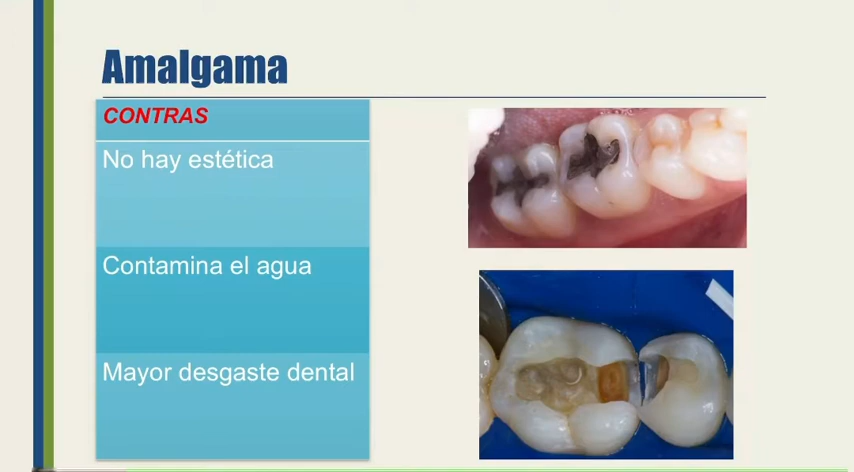 Amalgama
CONTRAS
No hay estética
Contamina el agua
Mayor desgaste dental